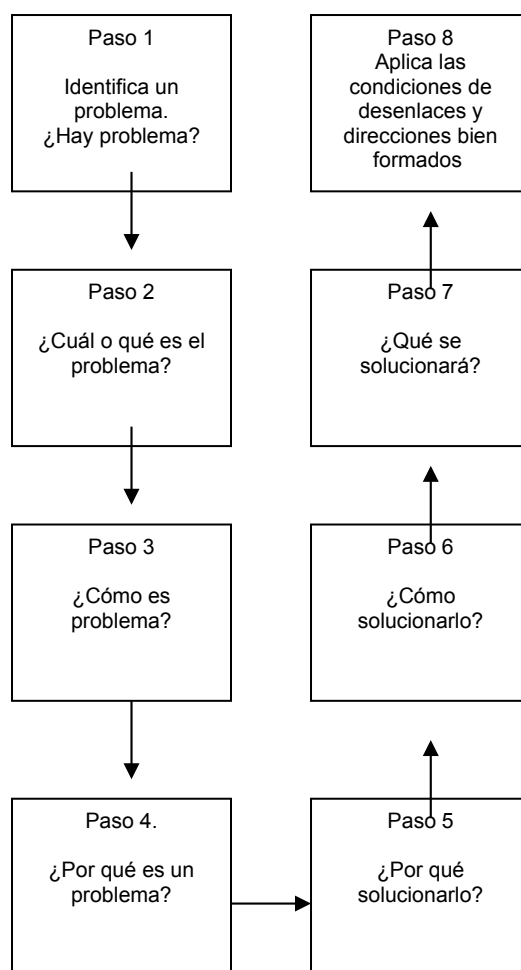 Paso 1
Identifica un
problema.
¿Hay problema?
Paso 2
¿Cuál o qué es el
problema?
Paso 3
¿Cómo es
problema?
Paso 4.
¿Por qué es un
problema?
Paso 5
¿Por qué
solucionarlo?
Paso 6
¿Cómo
solucionarlo?
Paso 7
¿Qué se
solucionará?
Paso 8
Aplica las
condiciones de
desenlaces y
direcciones bien
formados